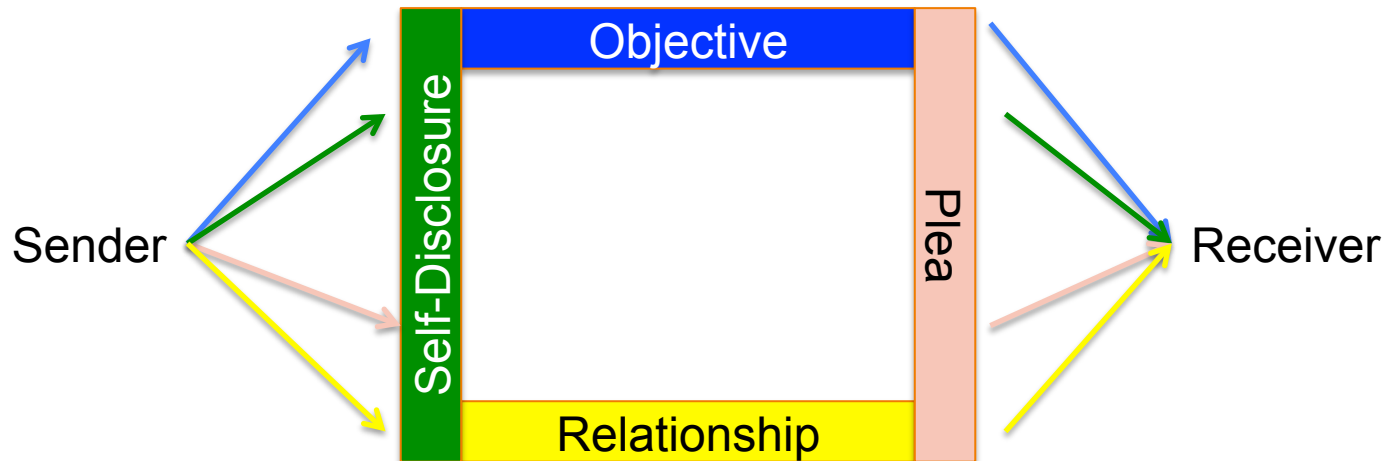 Objective
Self-Disclosure
Sender
Plea
Receiver
Relationship